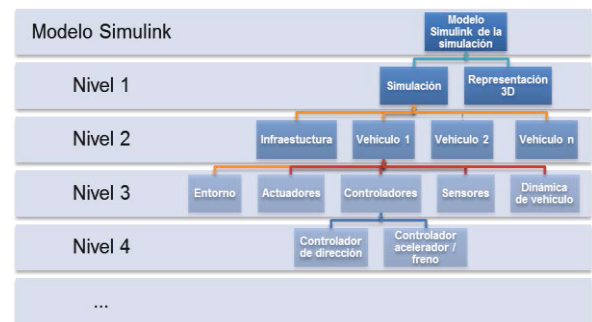 Modelo Simulink
Modelo
Simulink de la
simulación
Nivel 1
Simulación
Representación
3D
Nivel 2
Infraestuctura
Vehículo 1
Vehículo 2
Vehículo n
Nivel 3
Entorno
Actuadores
Controladores
Sensores
Dinámica
de vehículo
Nivel 4
Controlador
de dirección
Controlador
acelerador /
freno
...